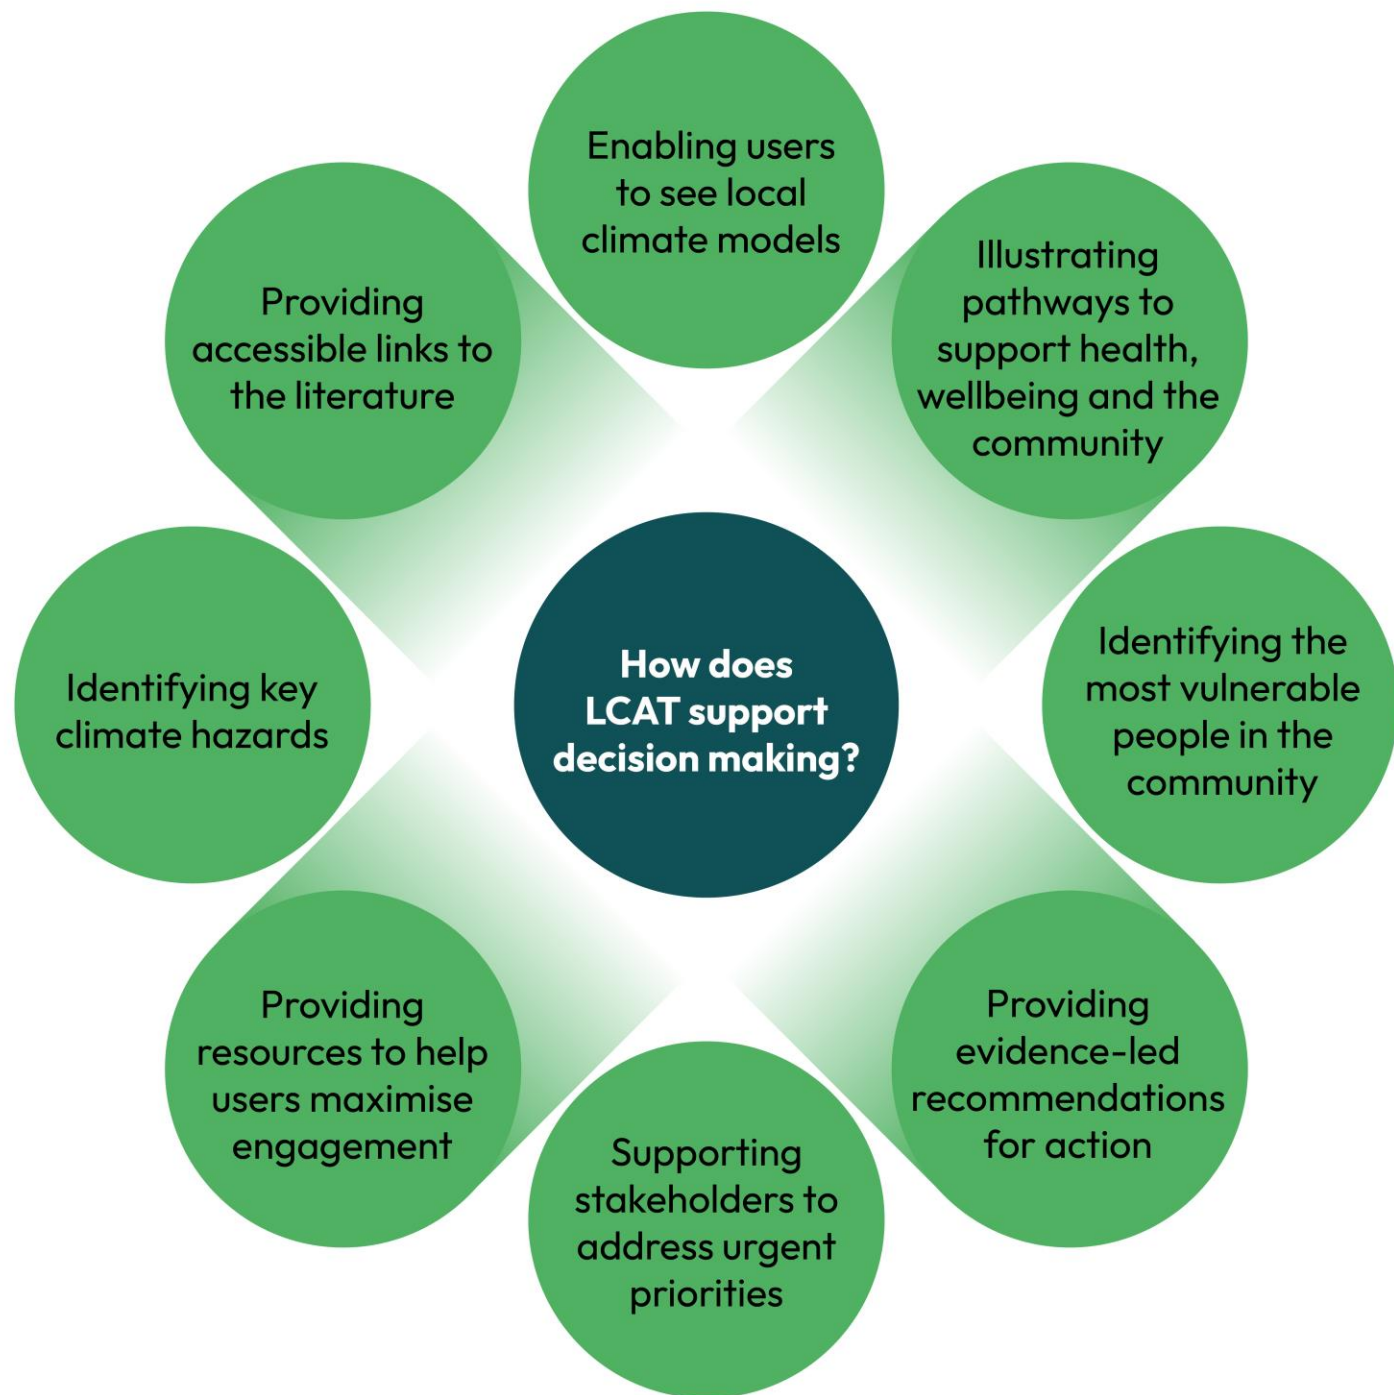 Enabling users
to see local
climate models
Illustrating
pathways to
support health,
wellbeing and the
community
Identifying the
most vulnerable
people in the
community
Providing
evidence-led
recommendations
for action
Supporting
stakeholders to
address urgent
priorities
Providing
resources to help
users maximise
engagement
Identifying key
climate hazards
Providing
accessible links to
the literature
How does
LCAT support
decision making?